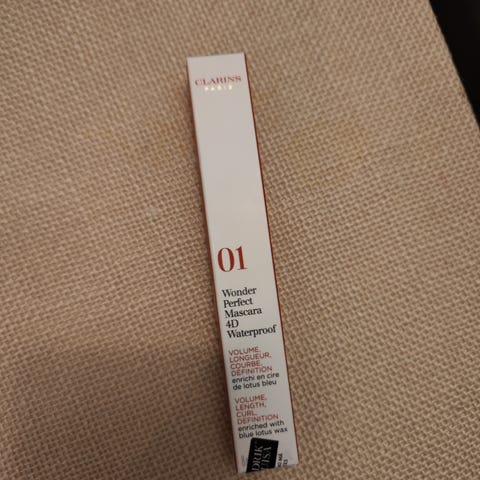 CLARINS
PARIS
01
Wonder
Perfect
Mascara
4D
Waterproof
VOLUME,
LONGUEUR,
COURBE,
DÉFINITION
enrichi en cire
de lotus bleu
VOLUME,
LENGTH,
CURL,
DEFINITION
enriched with
blue lotus wax